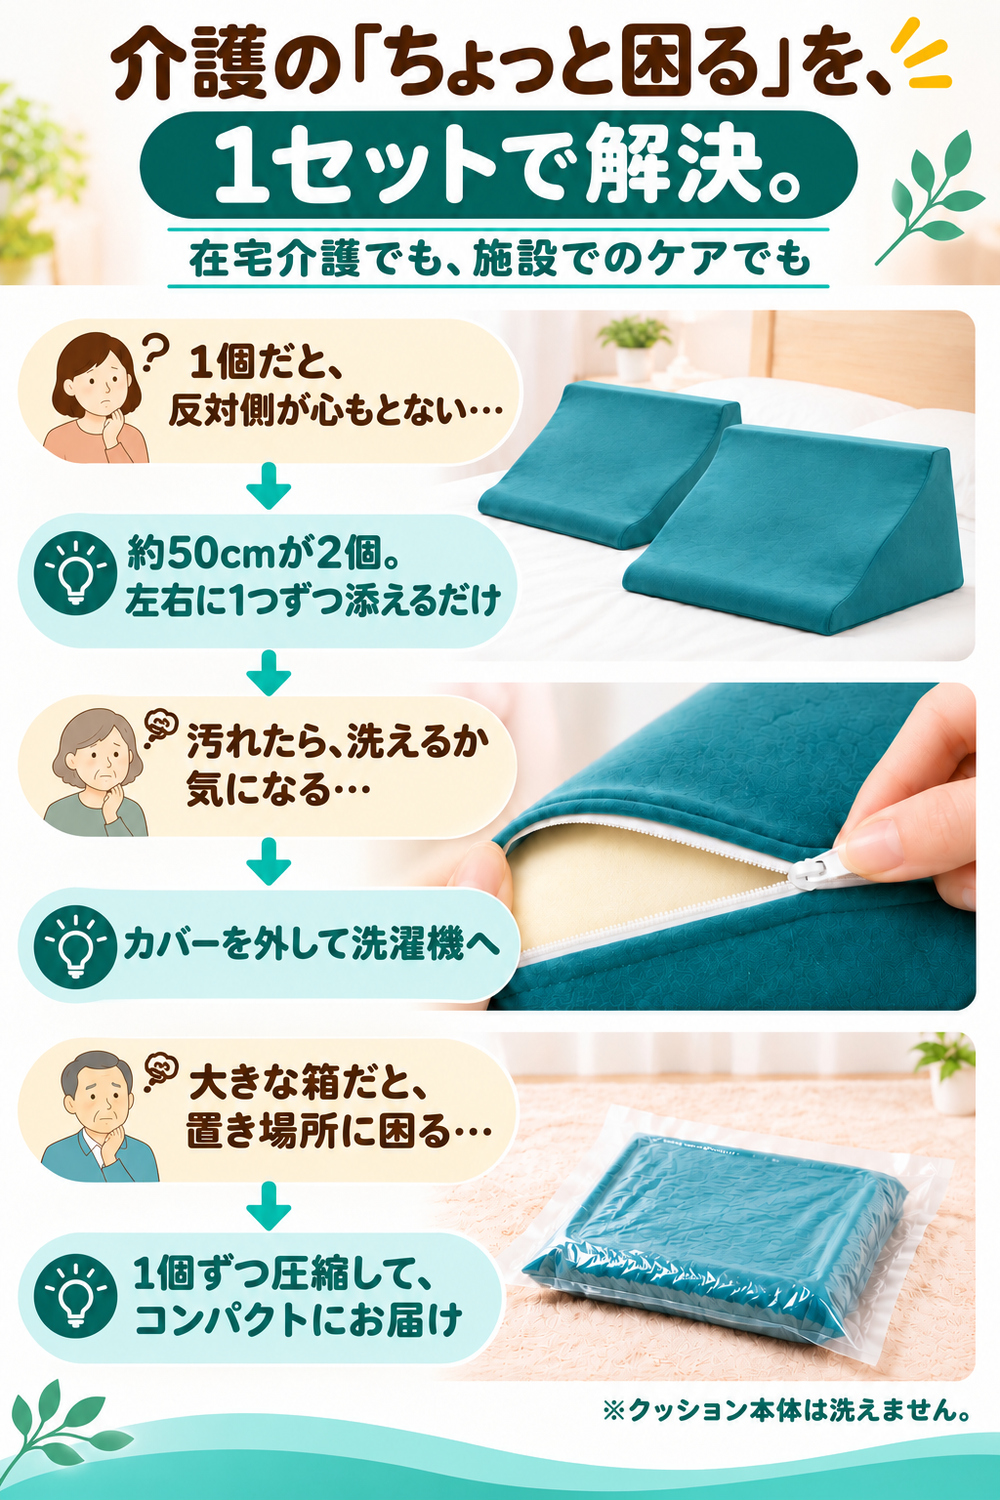 介護の「ちょっと困る」を、
1セットで解決。
在宅介護でも、施設でのケアでも
?
1個だと、
反対側が心もとない…
約50cmが2個。
左右に1つずつ添えるだけ
汚れたら、洗えるか
気になる…
カバーを外して洗濯機へ
大きな箱だと、
置き場所に困る…
1個ずつ圧縮して、
コンパクトにお届け
※クッション本体は洗えません。